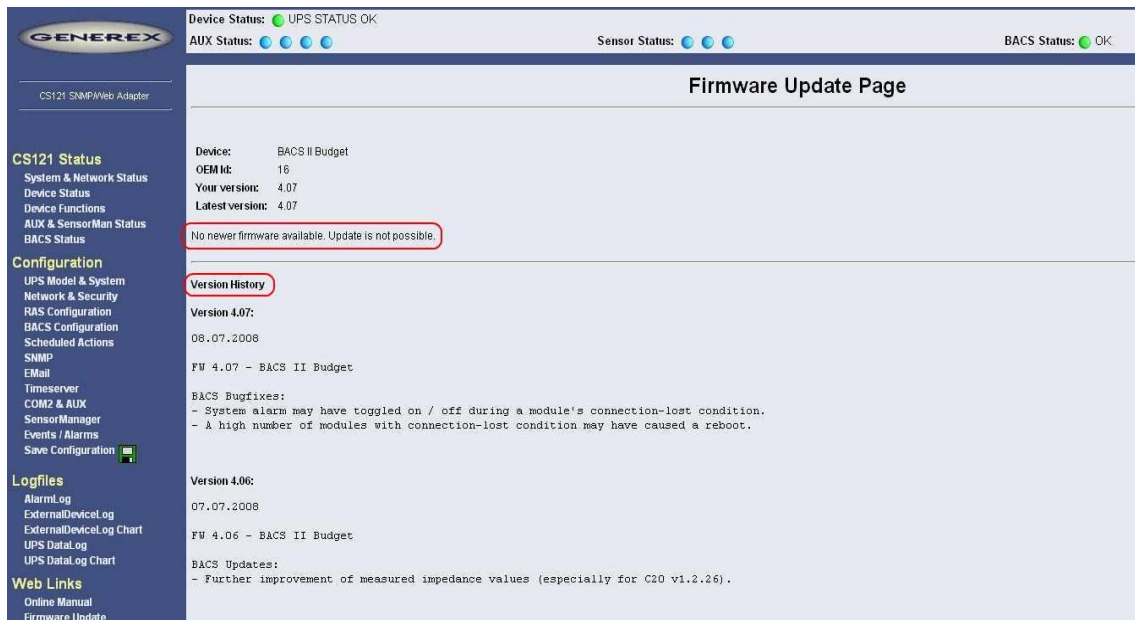 GENEREX
CS121 SNMP/Web Adapter
CS121 Status
System & Network Status
Device Status
Device Functions
AUX & SensorMan Status
BACS Status
Configuration
UPS Model & System
Network & Security
RAS Configuration
BACS Configuration
Scheduled Actions
SNMP
EMail
Timeserver
COM2 & AUX
SensorManager
Events / Alarms
Save Configuration
Logfiles
AlarmLog
ExternalDeviceLog
ExternalDeviceLog Chart
UPS DataLog
UPS DataLog Chart
Web Links
Online Manual
Firmware Update
Device Status: UPS STATUS OK
AUX Status: Sensor Status: BACS Status: OK
Firmware Update Page
Device: BACS II Budget
OEM Id: 16
Your version: 4.07
Latest version: 4.07
No newer firmware available. Update is not possible.
Version History
Version 4.07:
08.07.2008
FW 4.07 - BACS II Budget
BACS Bugfixes:
- System alarm may have toggled on / off during a module's connection-lost condition.
- A high number of modules with connection-lost condition may have caused a reboot.
Version 4.06:
07.07.2008
FW 4.06 - BACS II Budget
BACS Updates:
- Further improvement of measured impedance values (especially for C20 v1.2.26).